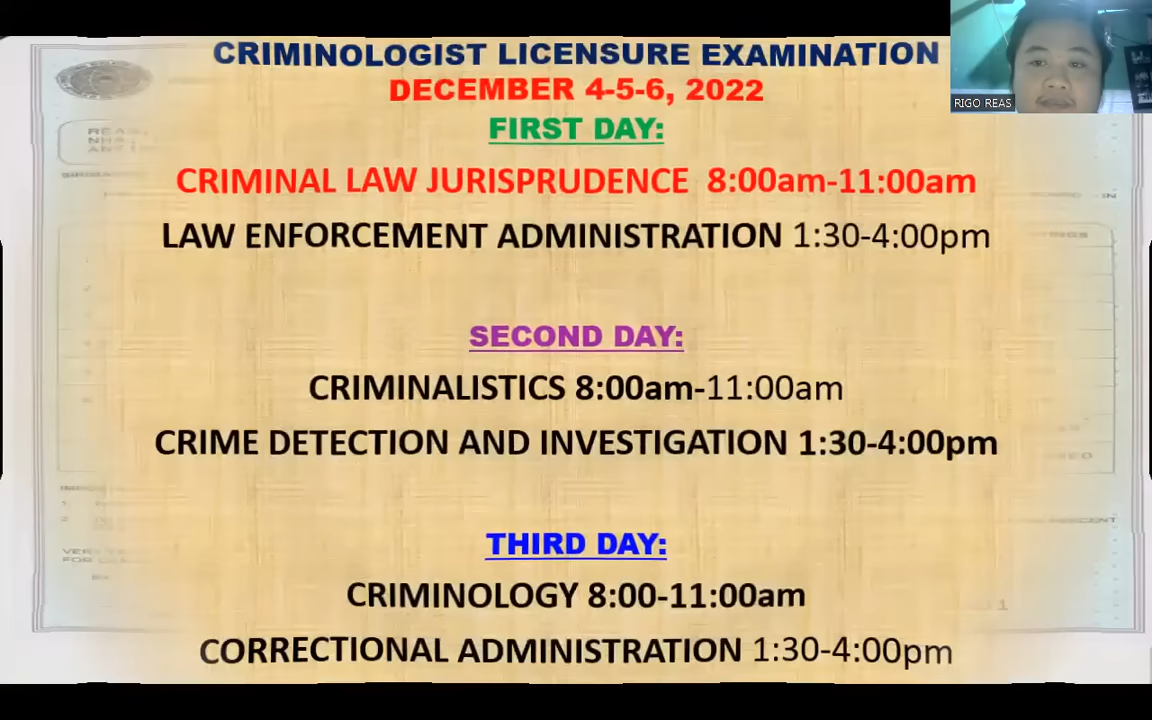 CRIMINOLOGIST LICENSURE EXAMINATION
DECEMBER 4-5-6, 2022
RIGO REAS
FIRST DAY:
CRIMINAL LAW JURISPRUDENCE 8:00am-11:00am
LAW ENFORCEMENT ADMINISTRATION 1:30-4:00pm
SECOND DAY:
CRIMINALISTICS 8:00am-11:00am
CRIME DETECTION AND INVESTIGATION 1:30-4:00pm
THIRD DAY:
CRIMINOLOGY 8:00-11:00am
CORRECTIONAL ADMINISTRATION 1:30-4:00pm